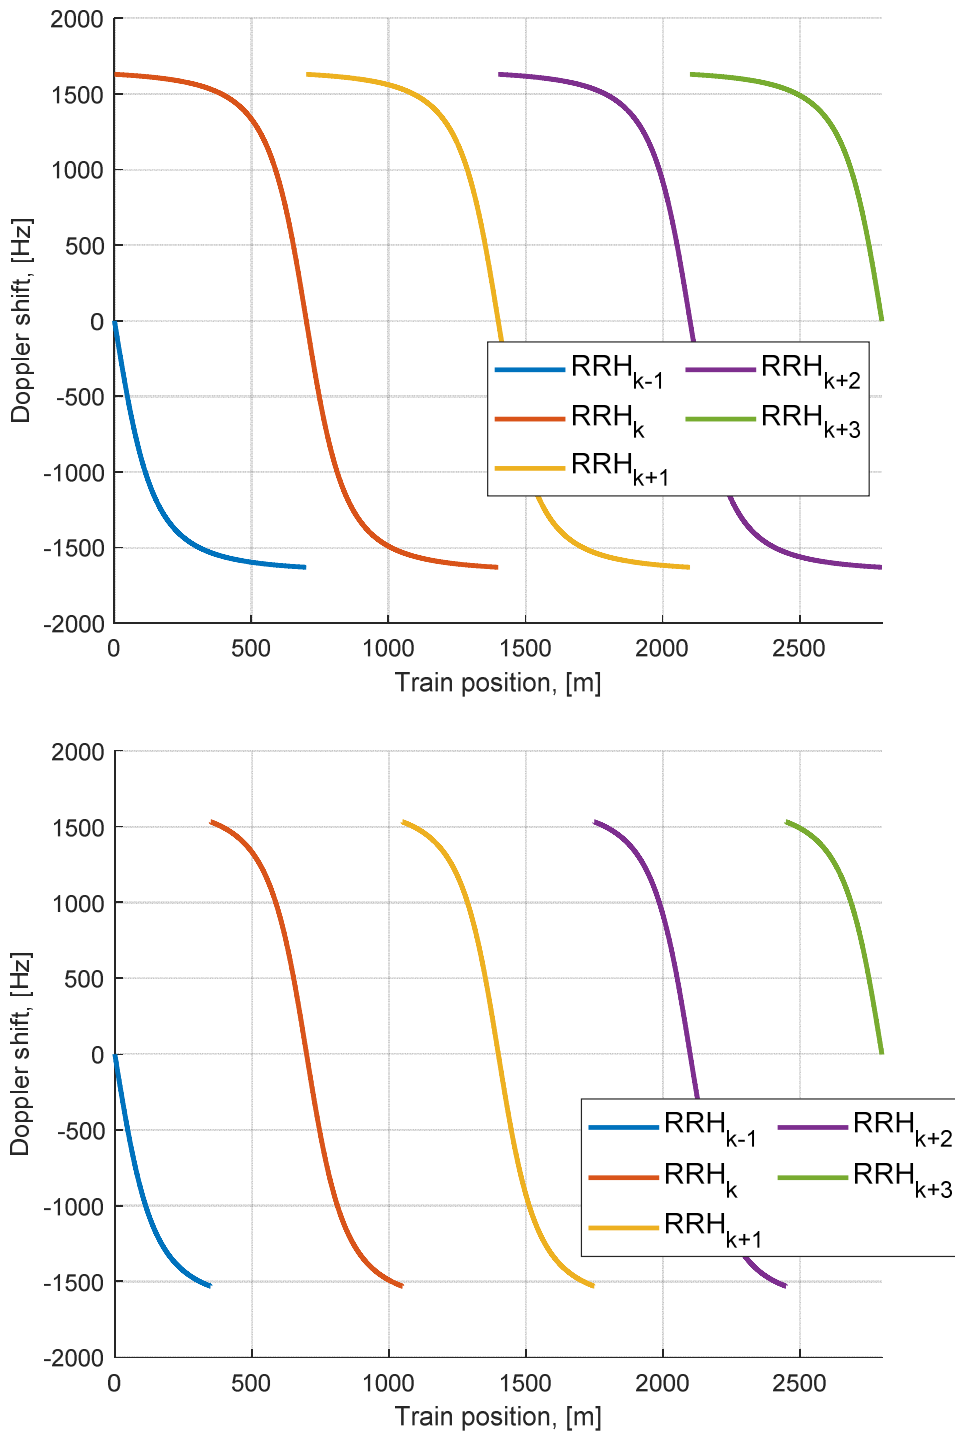 2000
1500
1000
500
0
-500
-1000
-1500
-2000
Doppler shift, [Hz]
RRHk-1 RRHk+2
RRHk RRHk+3
RRHk+1
0 500 1000 1500 2000 2500
Train position, [m]
2000
1500
1000
500
0
-500
-1000
-1500
-2000
Doppler shift, [Hz]
RRHk-1 RRHk+2
RRHk RRHk+3
RRHk+1
0 500 1000 1500 2000 2500
Train position, [m]